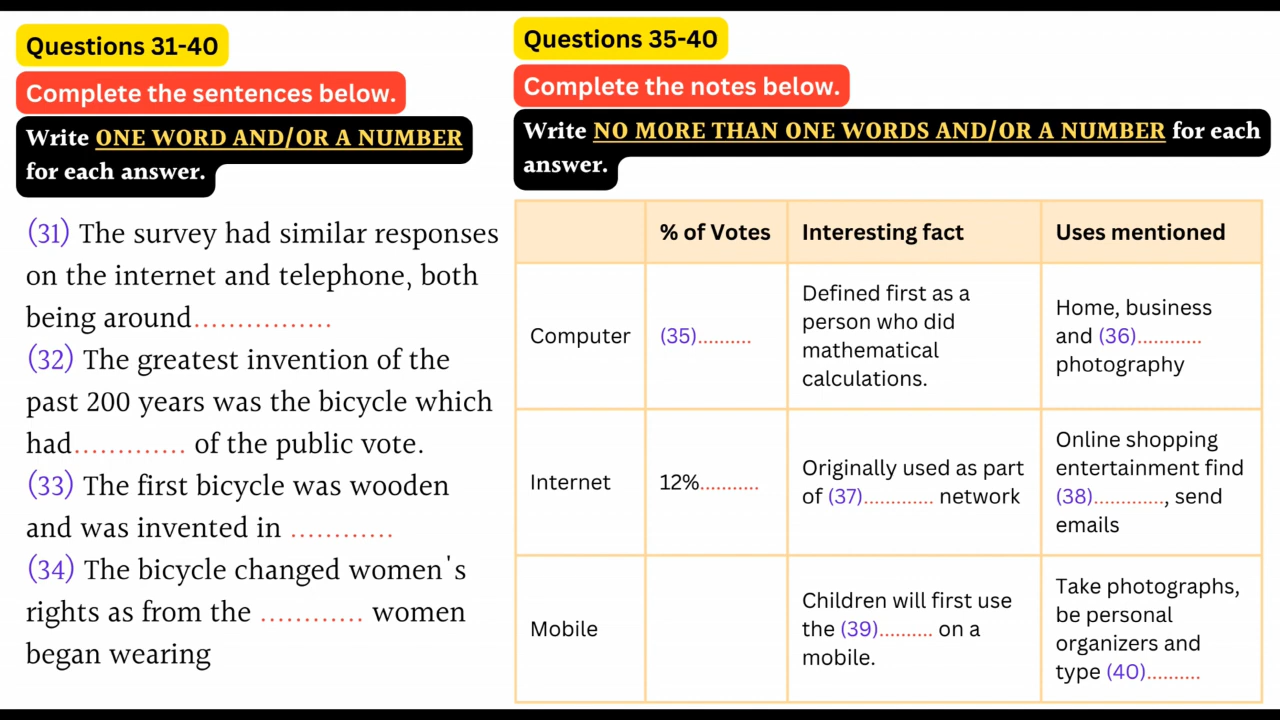 Questions 31-40
Complete the sentences below.
Write ONE WORD AND/OR A NUMBER
for each answer.
(31) The survey had similar responses
on the internet and telephone, both
being around...............
(32) The greatest invention of the
past 200 years was the bicycle which
had............. of the public vote.
(33) The first bicycle was wooden
and was invented in ............
(34) The bicycle changed women's
rights as from the ............ women
began wearing
Questions 35-40
Complete the notes below.
Write NO MORE THAN ONE WORDS AND/OR A NUMBER for each
answer.
% of Votes
Interesting fact
Uses mentioned
Computer
(35)..........
Defined first as a
person who did
mathematical
calculations.
Home, business
and (36)............
photography
Internet
12%...........
Originally used as part
of (37)............. network
Online shopping
entertainment find
(38)............., send
emails
Mobile
Children will first use
the (39).......... on a
mobile.
Take photographs,
be personal
organizers and
type (40)..........